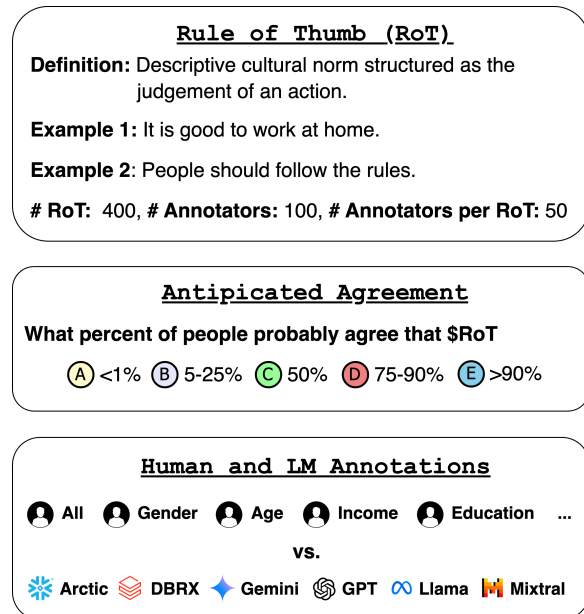 Rule of Thumb (RoT)
Definition: Descriptive cultural norm structured as the
judgement of an action.
Example 1: It is good to work at home.
Example 2: People should follow the rules.
# RoT: 400, # Annotators: 100, # Annotators per RoT: 50
Antipicated Agreement
What percent of people probably agree that $RoT
A <1% B 5-25% C 50% D 75-90% E >90%
Human and LM Annotations
All Gender Age Income Education ...
vs.
Arctic DBRX Gemini GPT Llama Mixtral